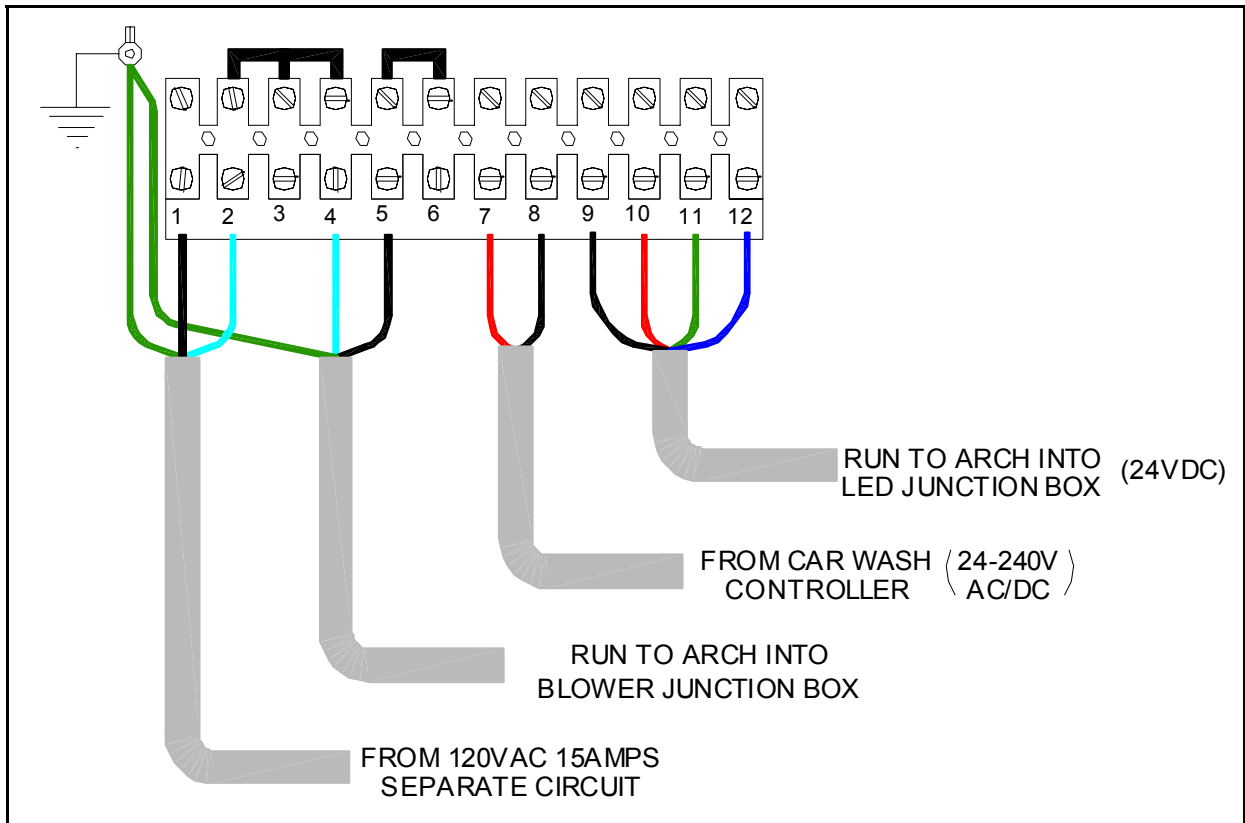 1 2 3 4 5 6 7 8 9 10 11 12
RUN TO ARCH INTO
LED JUNCTION BOX (24VDC)
FROM CAR WASH (24-240V
CONTROLLER AC/DC)
RUN TO ARCH INTO
BLOWER JUNCTION BOX
FROM 120VAC 15AMPS
SEPARATE CIRCUIT